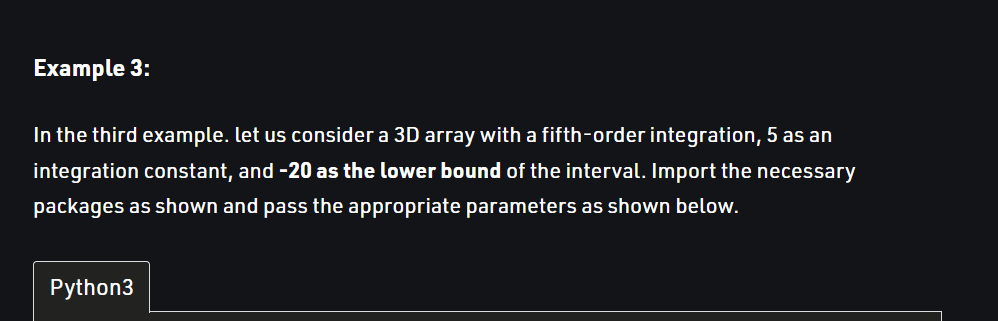 Example 3:
In the third example. let us consider a 3D array with a fifth-order integration, 5 as an
integration constant, and -20 as the lower bound of the interval. Import the necessary
packages as shown and pass the appropriate parameters as shown below.
Python3